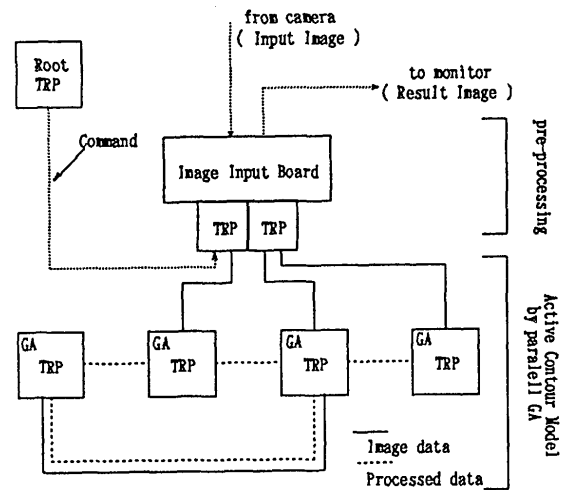 from camera
( Input Image )
Root
TRP
to monitor
( Result Image )
Command
Image Input Board
TRP
TRP
pre-processing
GA
TRP
GA
TRP
GA
TRP
GA
TRP
Active Contour Model
by paralell GA
Image data
Processed data